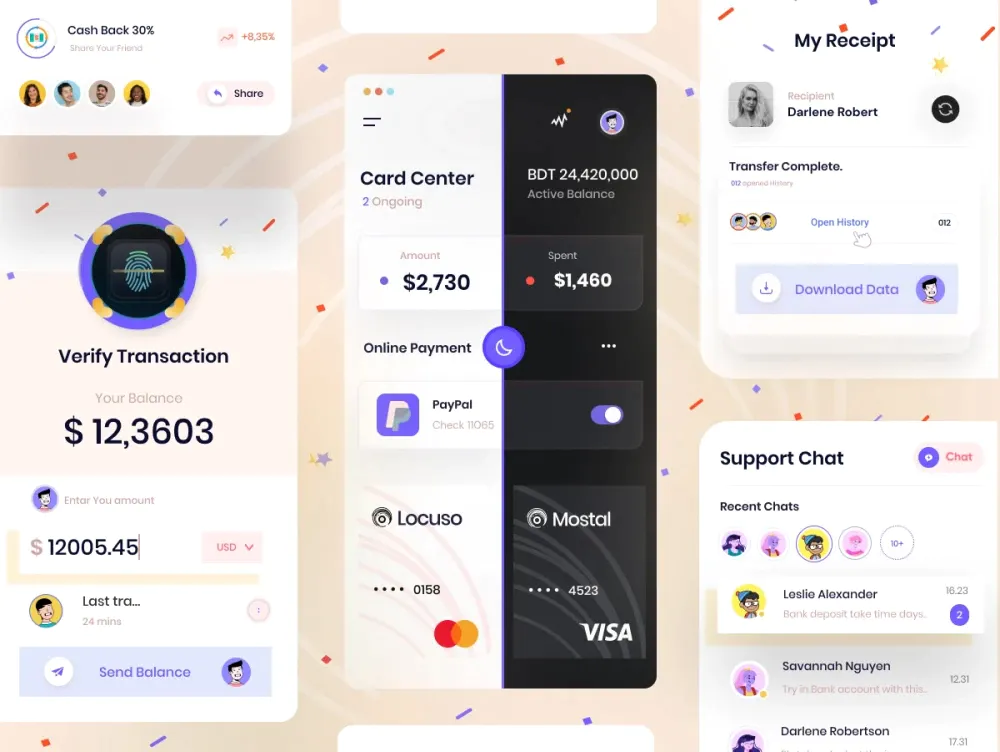 Cash Back 30%
Share Your Friend
+8,35%
Share
Verify Transaction
Your Balance
$ 12,3603
Entar You amount
$ 12005.45
USD
Last tra...
24 mins
Send Balance
Card Center
2 Ongoing
BDT 24,420,000
Active Balance
Amount
$2,730
Spent
$1,460
Online Payment
PayPal
Check 11065
Locuso
•••• 0158
Mostal
•••• 4523
VISA
My Receipt
Recipient
Darlene Robert
Transfer Complete.
012 opened History
Open History
012
Download Data
Support Chat
Chat
Recent Chats
10+
Leslie Alexander
16.23
Bank deposit take time days..
2
Savannah Nguyen
12.31
Try in Bank account with this..
Darlene Robertson
17.31